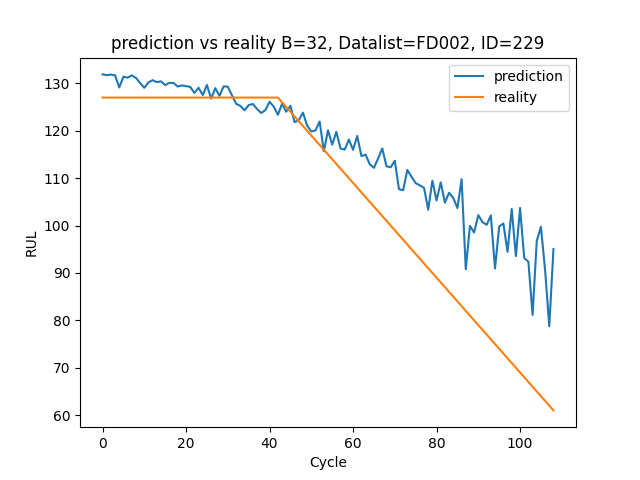 prediction vs reality B=32, Datalist=FD002, ID=229
prediction
reality
130
120
110
100
90
80
70
60
RUL
0 20 40 60 80 100
Cycle